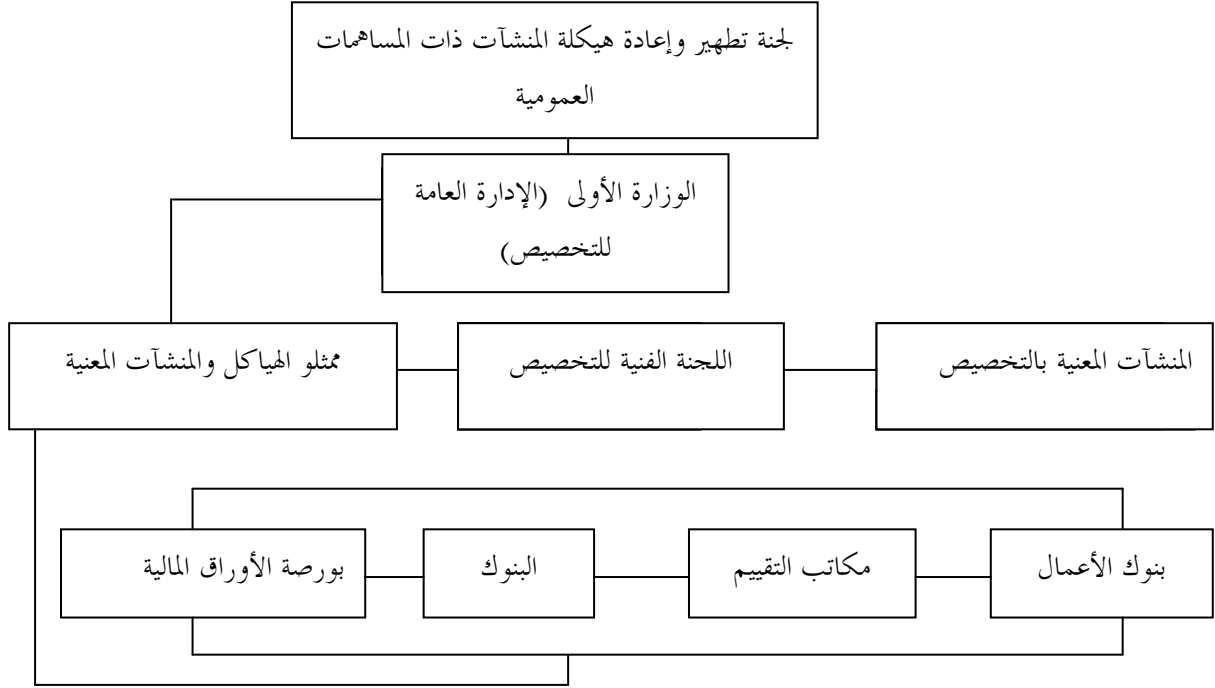 لجنة تطهير وإعادة هيكلة المنشآت ذات المساهمات
العمومية
الوزارة الأولى (الإدارة العامة
للتخصيص)
المنشآت المعنية بالتخصيص
اللجنة الفنية للتخصيص
ممثلو الهياكل والمنشآت المعنية
بنوك الأعمال
مكاتب التقييم
البنوك
بورصة الأوراق المالية